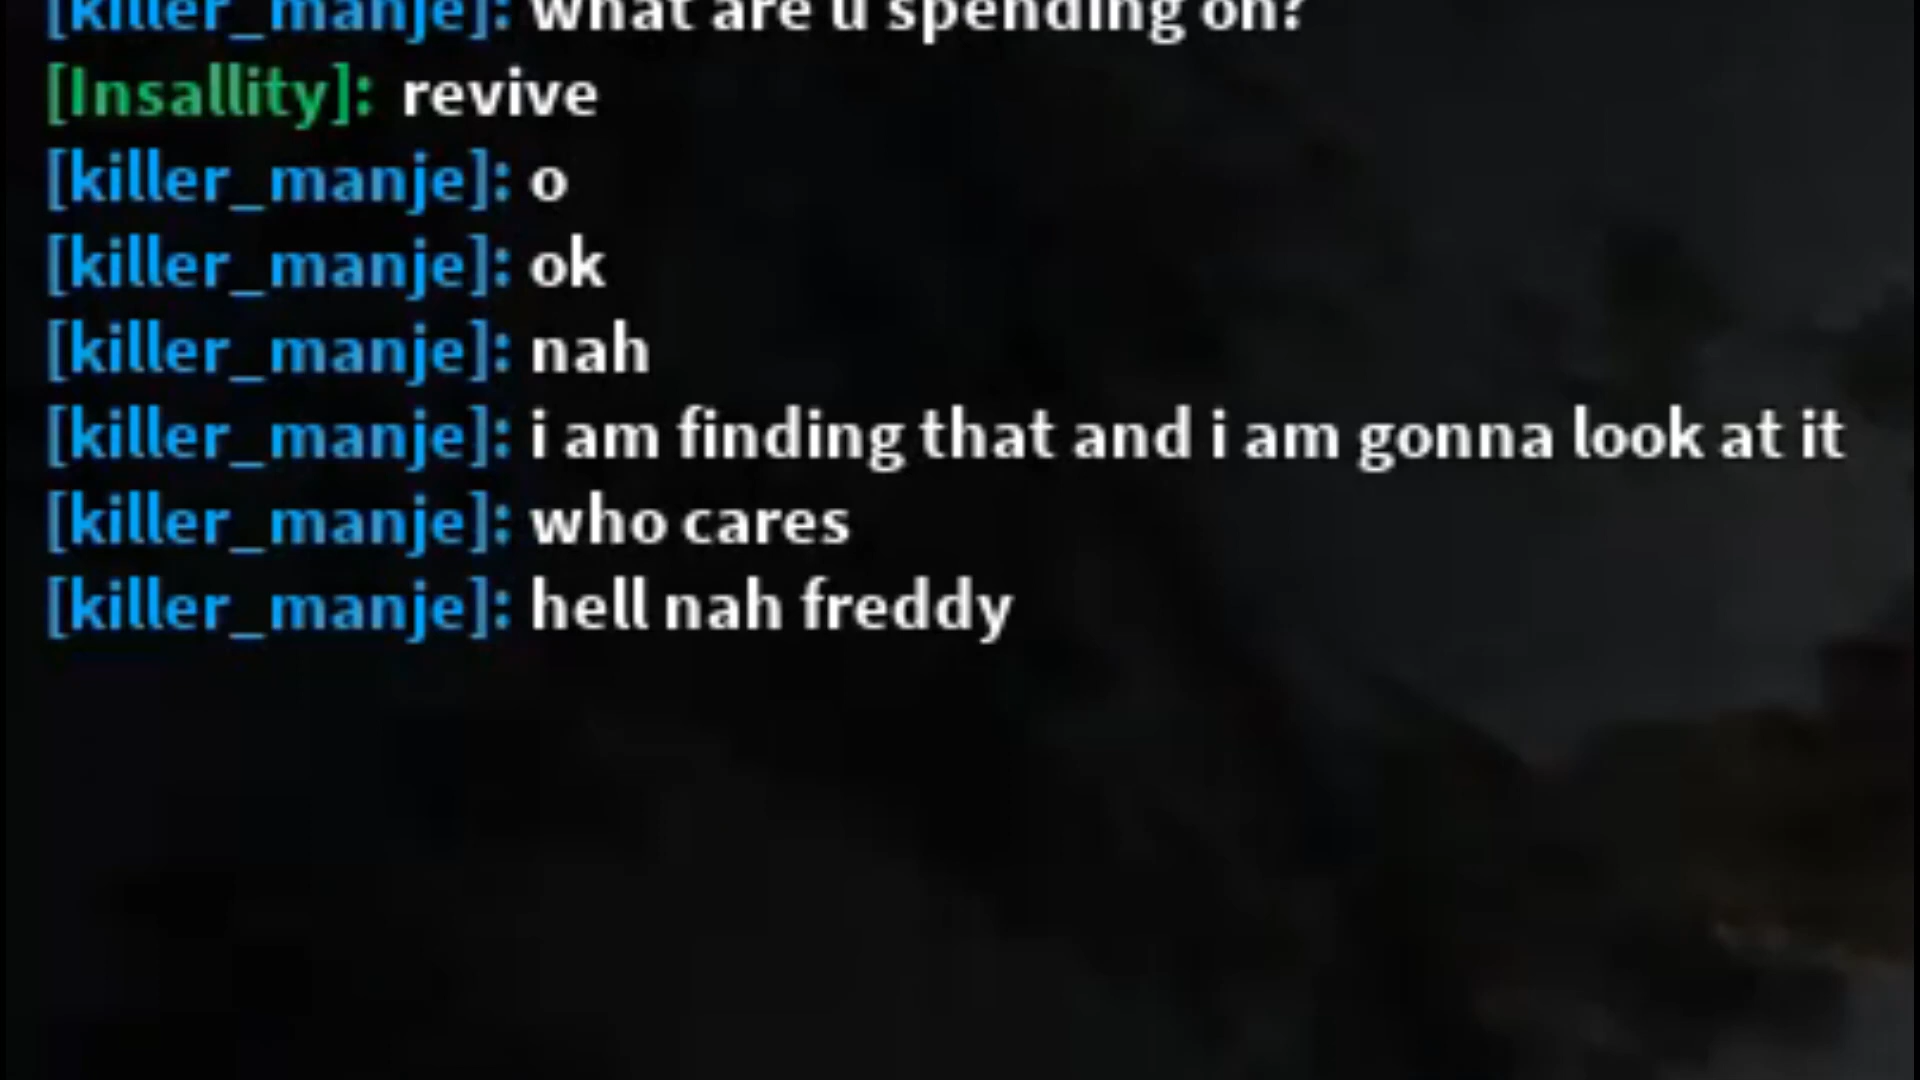 [killer_manje]: what are u spending on?
[Insallity]: revive
[killer_manje]: o
[killer_manje]: ok
[killer_manje]: nah
[killer_manje]: i am finding that and i am gonna look at it
[killer_manje]: who cares
[killer_manje]: hell nah freddy